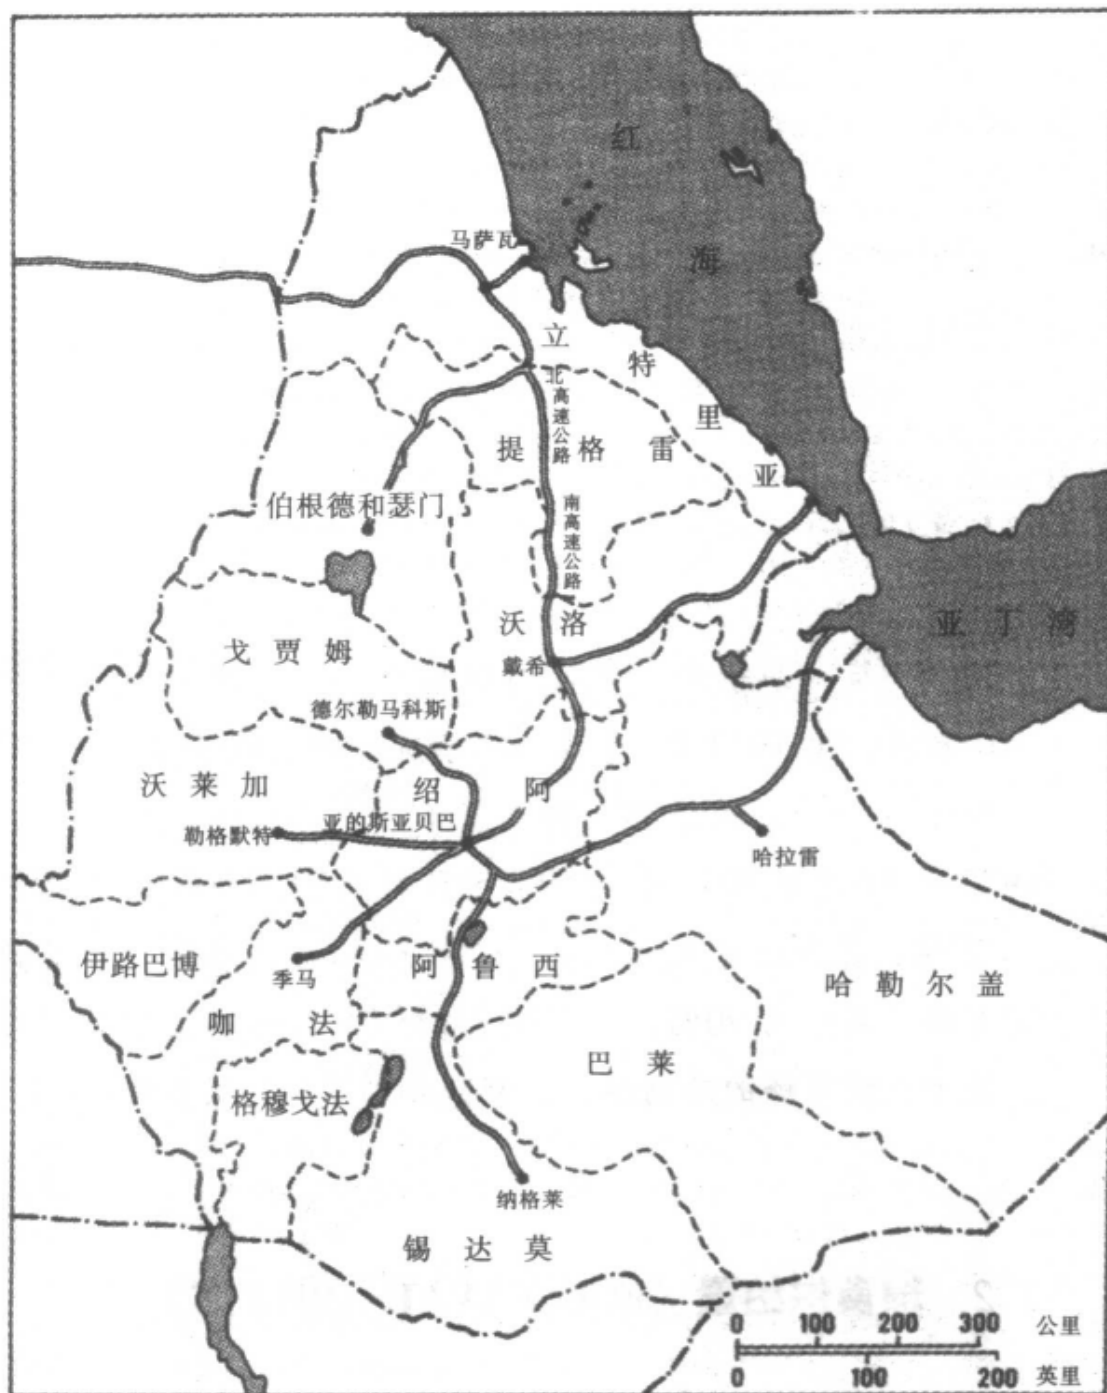 红海
马萨瓦
立特里亚
北高速公路
提格雷
伯根德和瑟门
南高速公路
沃洛
亚丁湾
戈贾姆
戴希
德尔勒马科斯
沃莱加
绍阿
亚的斯亚贝巴
勒格默特
哈拉雷
伊路巴博
季马
阿鲁西
哈勒尔盖
咖法
巴莱
格穆戈法
纳格莱
锡达莫
0 100 200 300 公里
0 100 200 英里